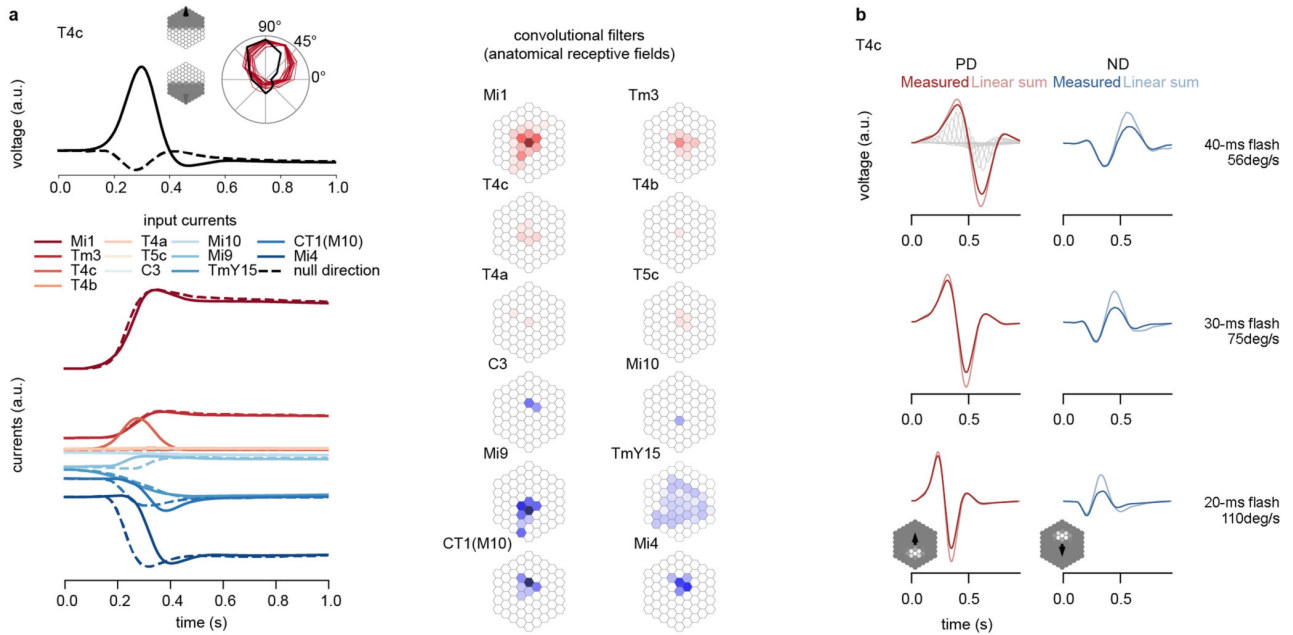 a
T4c
90°
45°
0°
voltage (a.u.)
0.0 0.2 0.4 0.6 0.8 1.0
input currents
Mi1 T4a Mi10 CT1(M10)
Tm3 T5c Mi9 Mi4
T4c C3 TmY15 null direction
T4b
currents (a.u.)
0.0 0.2 0.4 0.6 0.8 1.0
time (s)
convolutional filters
(anatomical receptive fields)
Mi1 Tm3
T4c T4b
T4a T5c
C3 Mi10
Mi9 TmY15
CT1(M10) Mi4
b
T4c
PD ND
Measured Linear sum Measured Linear sum
voltage (a.u.)
40-ms flash
56deg/s
0.0 0.5 0.0 0.5
30-ms flash
75deg/s
0.0 0.5 0.0 0.5
20-ms flash
110deg/s
0.0 0.5 0.0 0.5
time (s)